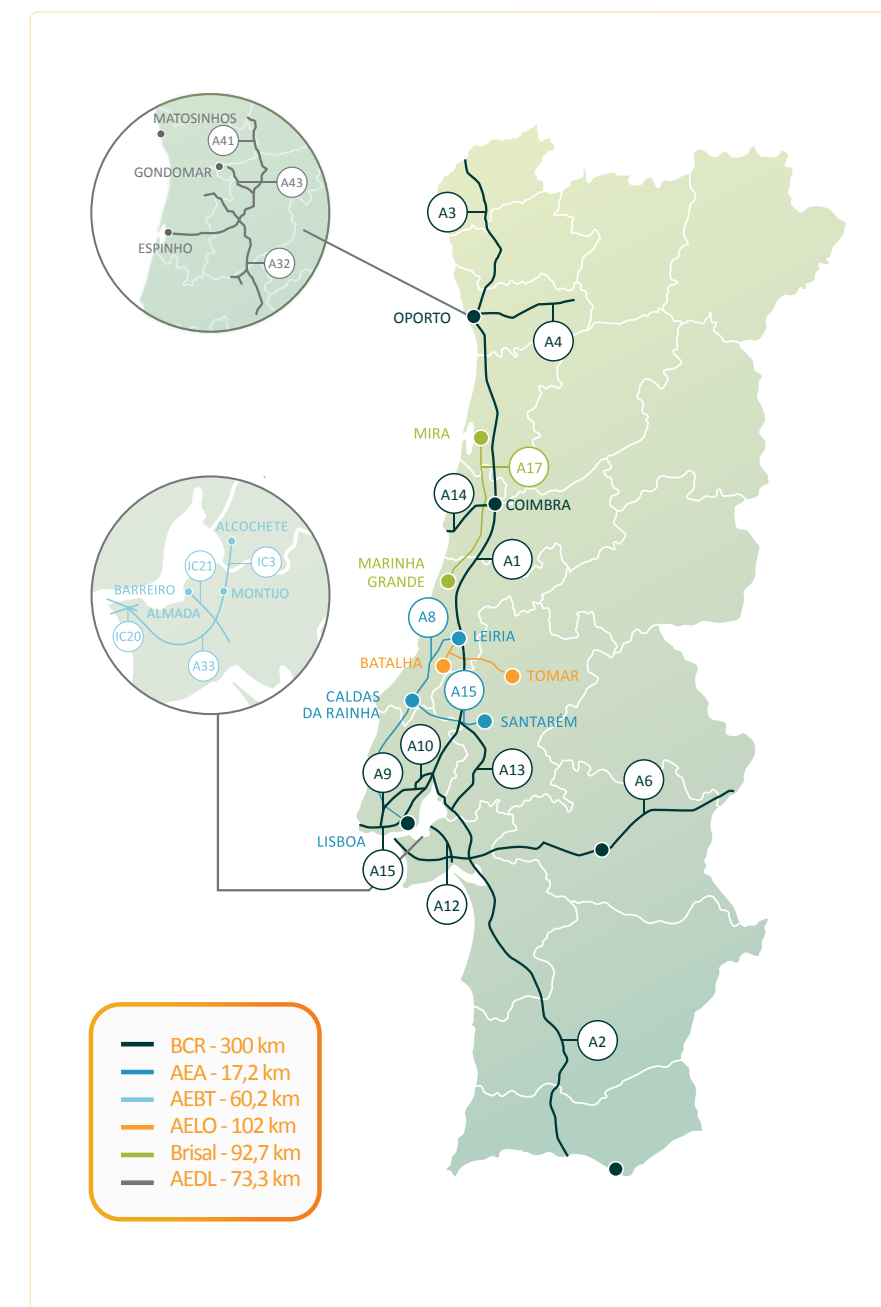 MATOSINHOS
A41
GONDOMAR
A43
ESPINHO
A32
A3
OPORTO
A4
MIRA
A17
A14
COIMBRA
A1
MARINHA
GRANDE
ALCOCHETE
IC21
IC3
BARREIRO
MONTIJO
ALMADA
IC20
A33
A8
LEIRIA
BATALHA
TOMAR
A15
CALDAS
DA RAINHA
SANTARÉM
A10
A9
A13
A6
LISBOA
A15
A12
A2
BCR - 300 km
AEA - 17,2 km
AEBT - 60,2 km
AELO - 102 km
Brisal - 92,7 km
AEDL - 73,3 km